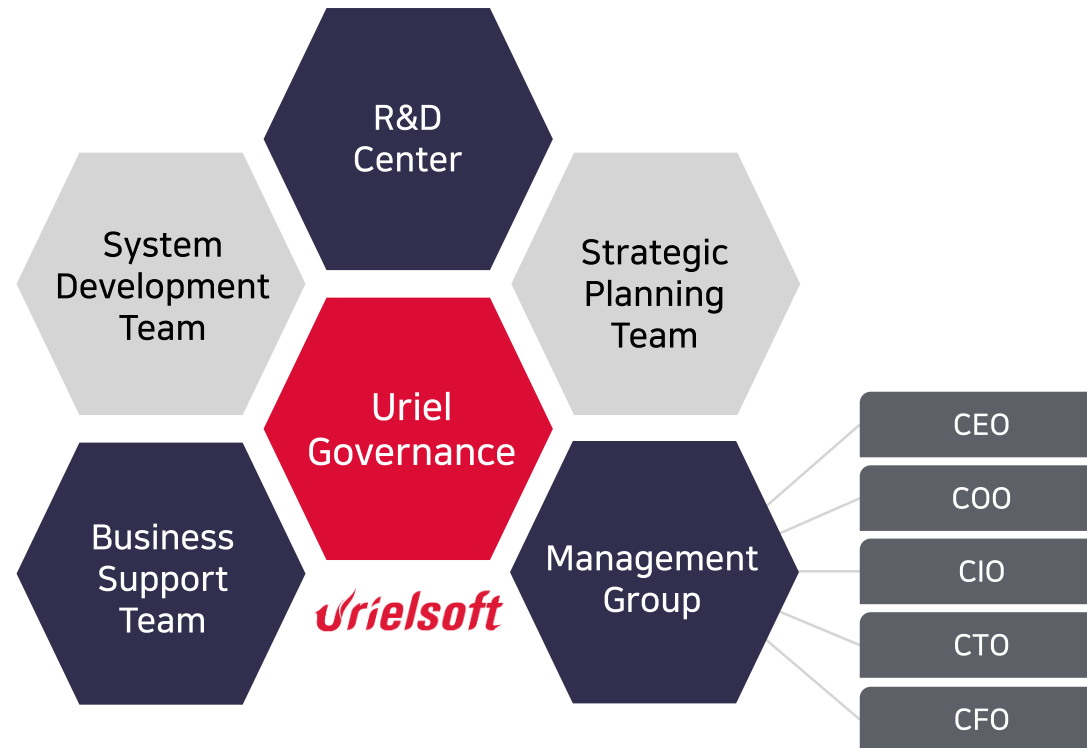 R&D
Center
System
Development
Team
Strategic
Planning
Team
Uriel
Governance
Business
Support
Team
Management
Group
urielsoft
CEO
COO
CIO
CTO
CFO